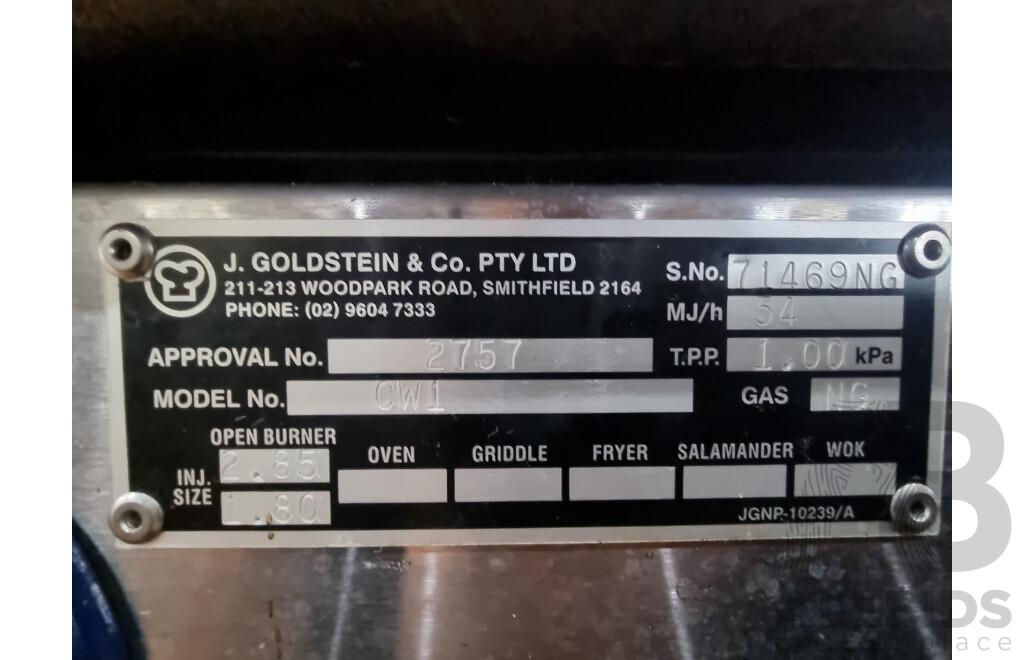 J. GOLDSTEIN & Co. PTY LTD
211-213 WOODPARK ROAD, SMITHFIELD 2164
PHONE: (02) 9604 7333
S.No. 71469NG
MJ/h 54
APPROVAL No. 2757
T.P.P. 1.00 kPa
MODEL No. CW1
GAS NG
OPEN BURNER
OVEN GRIDDLE FRYER SALAMANDER WOK
INJ. SIZE 2.85
1.80
JGNP-10239/A